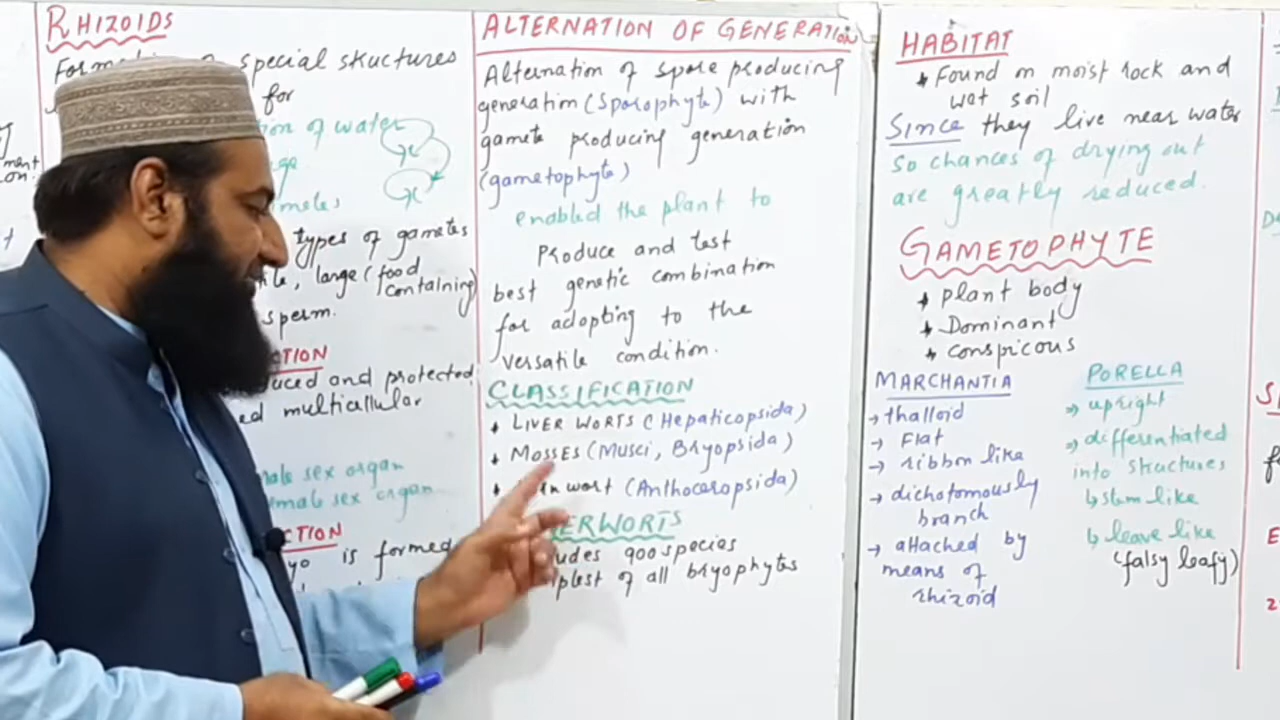 RHIZOIDS
special structures
for
ion of water
types of gametes
large (food
containing)
sperm.
CTION
and protected
multicellular
male sex organ
female sex organ
CTION
is formed
ALTERNATION OF GENERATION
Alternation of spore producing
generation (Sporophyte) with
gamete producing generation
(gametophyte)
enabled the plant to
Produce and test
best genetic combination
for adopting to the
versatile condition.
CLASSIFICATION
LIVER WORTS (Hepaticopsida)
MOSSES (Musci, Bryopsida)
wort (Anthoceropsida)
ERWORTS
udes 900 species
plest of all bryophytes
HABITAT
Found on moist rock and
wet soil
Since they live near water
So chances of drying out
are greatly reduced.
GAMETOPHYTE
plant body
Dominant
conspicous
MARCHANTIA
→ thalloid
→ Flat
→ ribbon like
→ dichotomously
branch
→ attached by
means of
rhizoid
PORELLA
⇒ upright
⇒ differentiated
into structures
↳ stem like
↳ leave like
(falsy leafy)